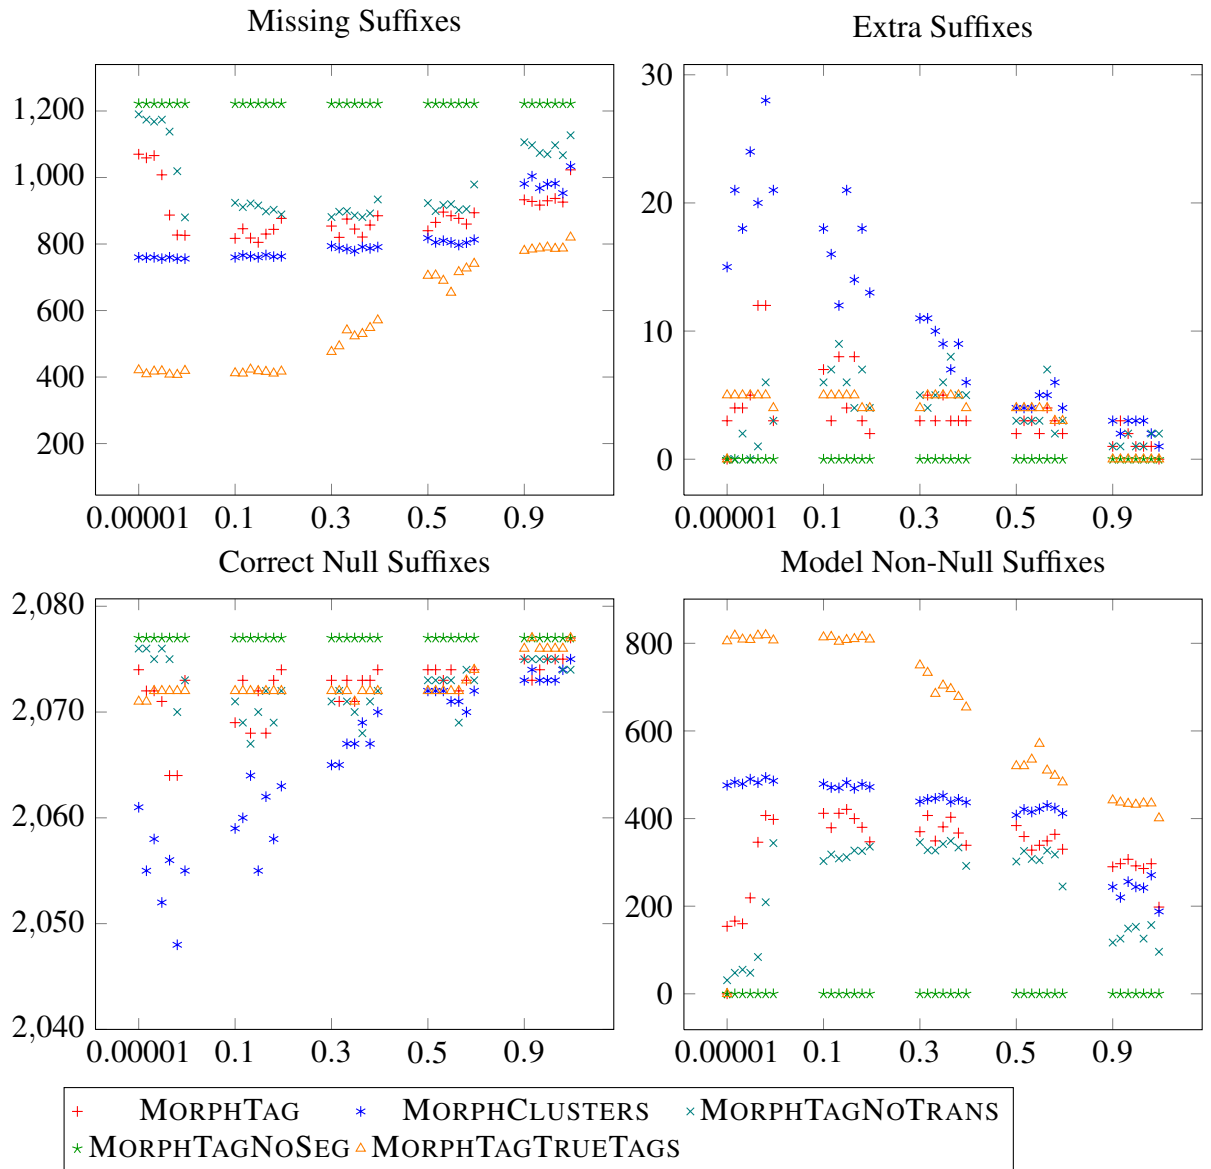 Missing Suffixes
Extra Suffixes
1,200
1,000
800
600
400
200
0.00001 0.1 0.3 0.5 0.9
30
20
10
0
0.00001 0.1 0.3 0.5 0.9
Correct Null Suffixes
Model Non-Null Suffixes
2,080
2,070
2,060
2,050
2,040
0.00001 0.1 0.3 0.5 0.9
800
600
400
200
0
0.00001 0.1 0.3 0.5 0.9
MORPHTAG MORPHCLUSTERS MORPHTAGNOTRANS
MORPHTAGNOSEG MORPHTAGTRUETAGS